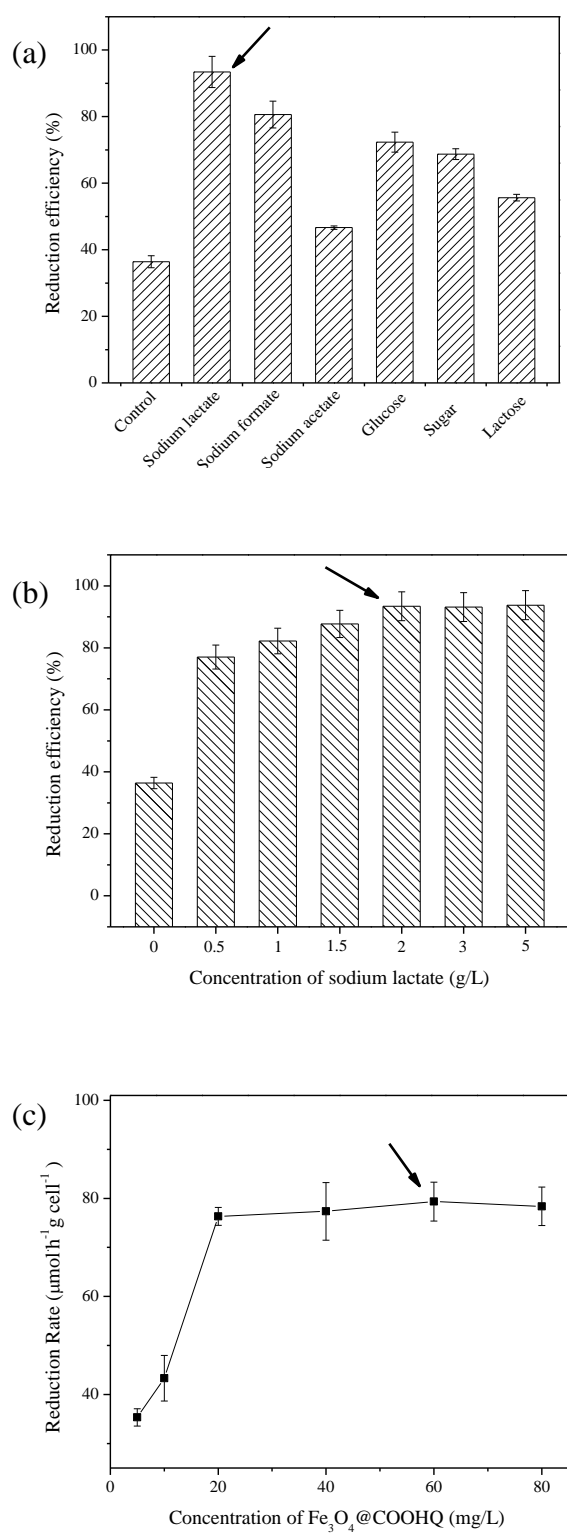 (a)
Reduction efficiency (%)
100
80
60
40
20
0
Control
Sodium lactate
Sodium formate
Sodium acetate
Glucose
Sugar
Lactose
(b)
Reduction efficiency (%)
100
80
60
40
20
0
0 0.5 1 1.5 2 3 5
Concentration of sodium lactate (g/L)
(c)
Reduction Rate (μmol·h⁻¹g cell⁻¹ )
100
80
60
40
0 20 40 60 80
Concentration of Fe₃O₄@COOHQ (mg/L)